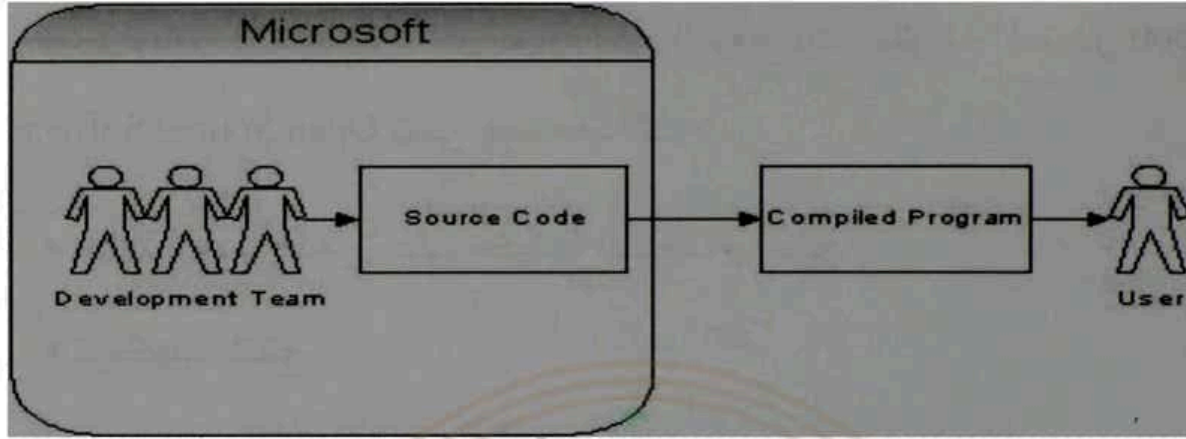 Microsoft
Source Code
Compiled Program
Development Team
User